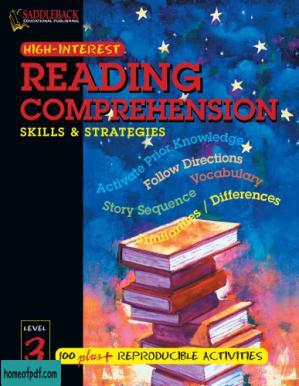 SADDLEBACK
EDUCATIONAL PUBLISHING
HIGH-INTEREST
READING
COMPREHENSION
SKILLS & STRATEGIES
Activate Prior Knowledge
Follow Directions
Vocabulary
Story Sequence
Similarities / Differences
LEVEL
3
100 plus+ REPRODUCIBLE ACTIVITIES
homeofpdf.com